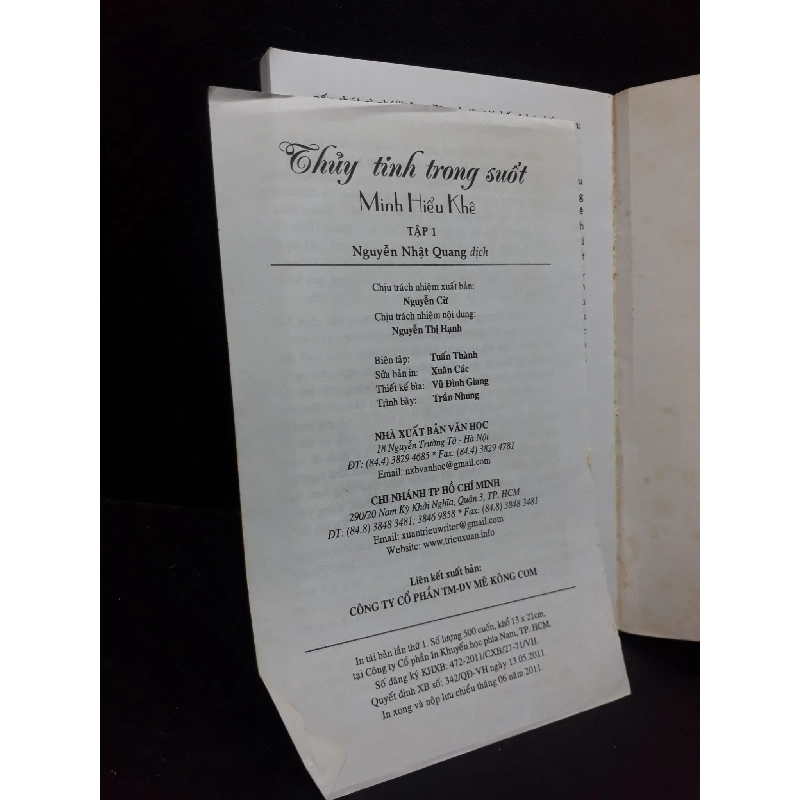 Thủy tinh trong suốt
Minh Hiểu Khê
TẬP 1
Nguyễn Nhật Quang dịch
Chịu trách nhiệm xuất bản:
Nguyễn Cừ
Chịu trách nhiệm nội dung:
Nguyễn Thị Hạnh
Biên tập: Tuấn Thành
Sửa bản in: Xuân Các
Thiết kế bìa: Vũ Đình Giang
Trình bày: Trần Nhung
NHÀ XUẤT BẢN VĂN HỌC
18 Nguyễn Trường Tộ - Hà Nội
ĐT: (84.4) 3829 4685 * Fax: (84.4) 3829 4781
Email: nxbvanhoc@gmail.com
CHI NHÁNH TP HỒ CHÍ MINH
290/20 Nam Kỳ Khởi Nghĩa, Quận 3, TP. HCM
DT: (84.8) 3848 3481; 3846 9858 * Fax: (84.8) 3848 3481
Email: xuantrieuwriter@gmail.com
Website: www.trieuxuan.info
Liên kết xuất bản:
CÔNG TY CỔ PHẦN TM-DV MÊ KÔNG COM
In tái bản lần thứ 1. Số lượng 500 cuốn, khổ 13 x 21cm,
tại Công ty Cổ phần in Khuyến học phía Nam, TP. HCM.
Số đăng ký KHXB: 472-2011/CXB/27-71/VH.
Quyết định XB số: 342/QĐ-VH ngày 13.05.2011.
In xong và nộp lưu chiểu tháng 06 năm 2011.